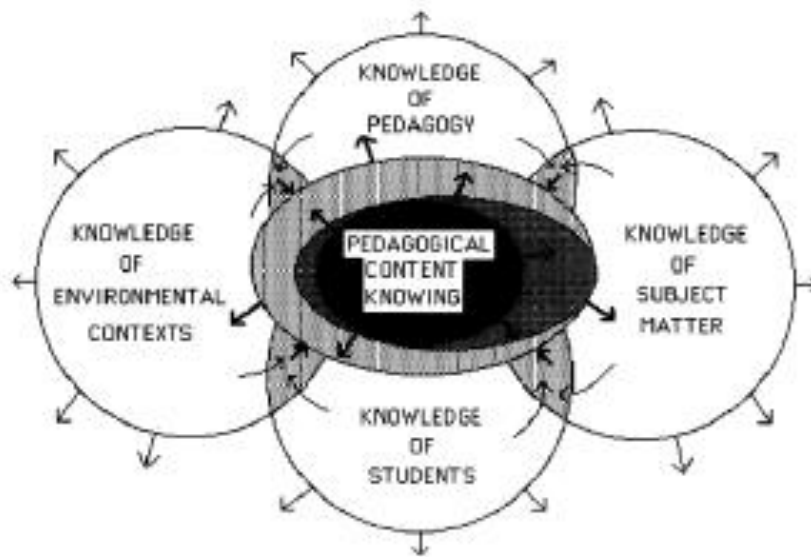 KNOWLEDGE
OF
PEDAGOGY
KNOWLEDGE
OF
ENVIRONMENTAL
CONTEXTS
PEDAGOGICAL
CONTENT
KNOWING
KNOWLEDGE
OF
SUBJECT
MATTER
KNOWLEDGE
OF
STUDENTS